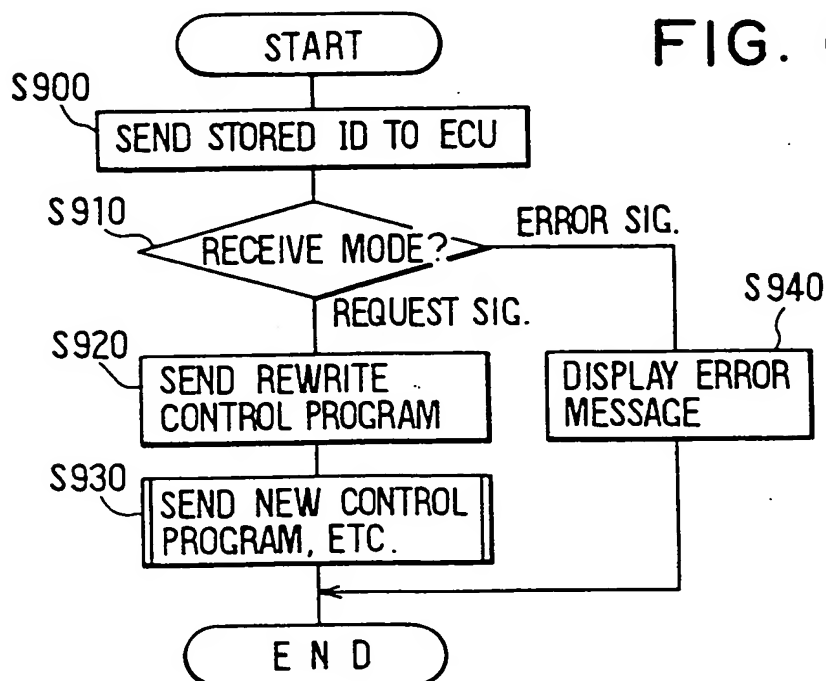 START
FIG.
S900
SEND STORED ID TO ECU
S910
RECEIVE MODE?
ERROR SIG.
REQUEST SIG.
S940
S920
SEND REWRITE
CONTROL PROGRAM
DISPLAY ERROR
MESSAGE
S930
SEND NEW CONTROL
PROGRAM, ETC.
END